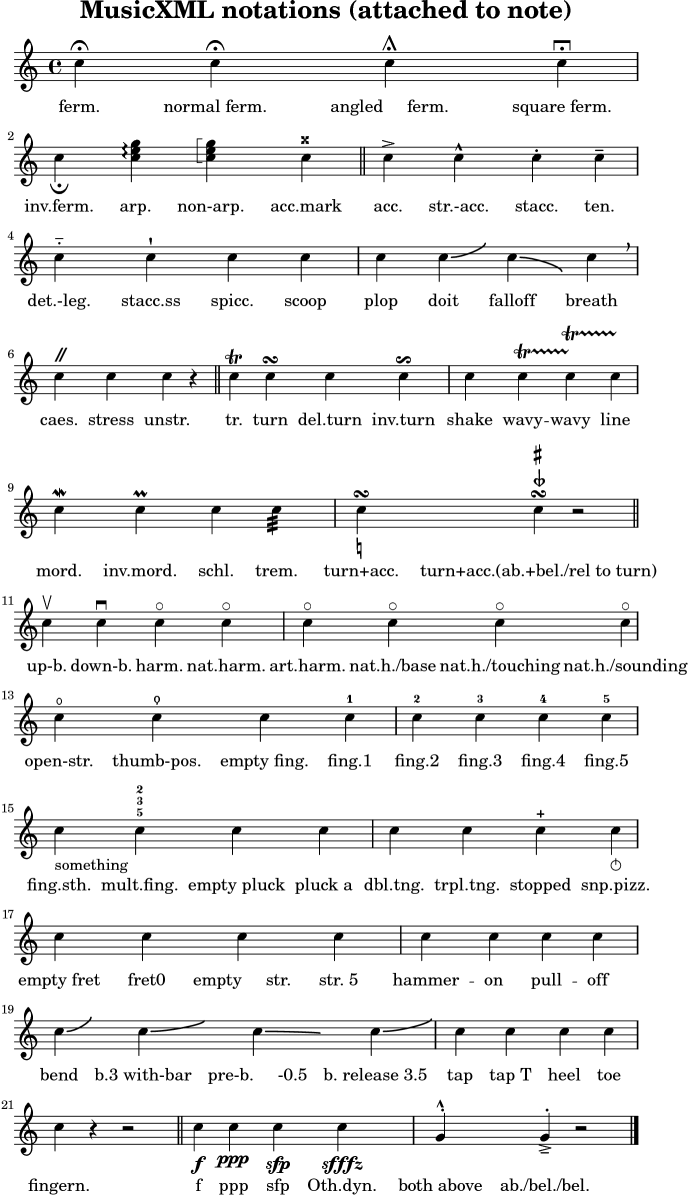 MusicXML notations (attached to note)
ferm. normal ferm. angled ferm. square ferm.
2
inv.ferm. arp. non-arp. acc.mark acc. str.-acc. stacc. ten.
4
det.-leg. stacc.ss spicc. scoop plop doit falloff breath
6
caes. stress unstr. tr. turn del.turn inv.turn shake wavy -- wavy line
9
mord. inv.mord. schl. trem. turn+acc. turn+acc.(ab.+bel./rel to turn)
11
up-b. down-b. harm. nat.harm. art.harm. nat.h./base nat.h./touching nat.h./sounding
1
13
2 3 4 5
open-str. thumb-pos. empty fing. fing.1 fing.2 fing.3 fing.4 fing.5
2
3
5
15
something
fing.sth. mult.fing. empty pluck pluck a dbl.tng. trpl.tng. stopped snp.pizz.
17
empty fret fret0 empty str. str. 5 hammer -- on pull -- off
19
bend b.3 with-bar pre-b. -0.5 b. release 3.5 tap tap T heel toe
21
f ppp sfp sfffz
fingern. f ppp sfp Oth.dyn. both above ab./bel./bel.